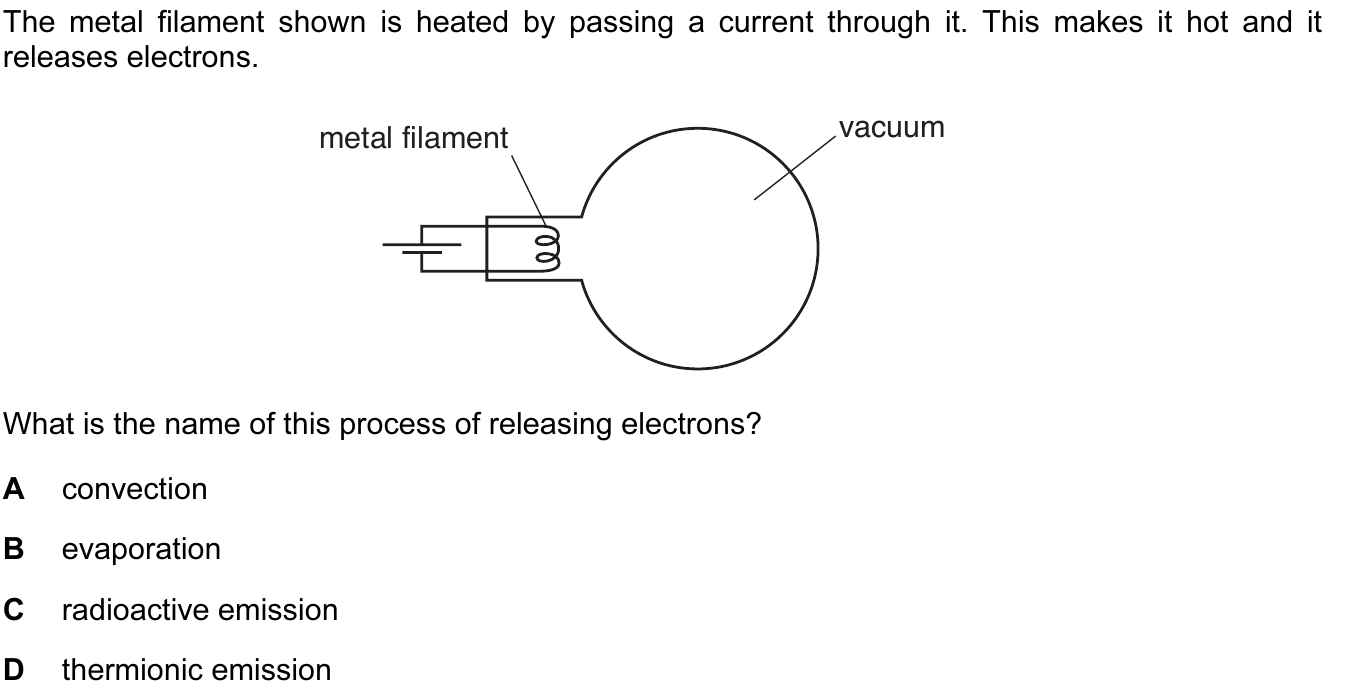 The metal filament shown is heated by passing a current through it. This makes it hot and it
releases electrons.
metal filament
vacuum
What is the name of this process of releasing electrons?
A convection
B evaporation
C radioactive emission
D thermionic emission